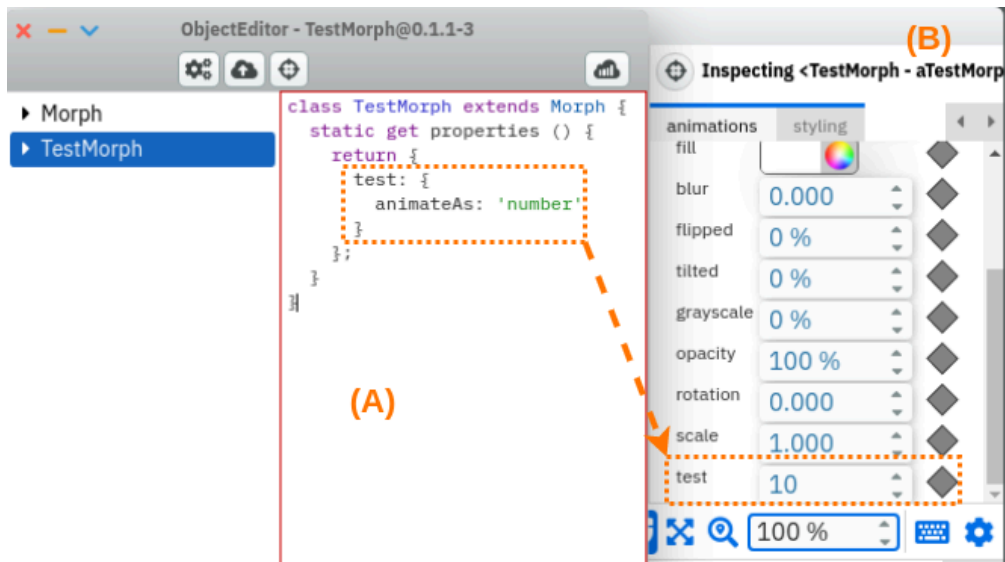 ObjectEditor - TestMorph@0.1.1-3
Morph
TestMorph
class TestMorph extends Morph {
static get properties () {
return {
test: {
animateAs: 'number'
}
};
}
}
(A)
(B)
Inspecting <TestMorph - aTestMorp
animations styling
fill
blur 0.000
flipped 0 %
tilted 0 %
grayscale 0 %
opacity 100 %
rotation 0.000
scale 1.000
test 10
100 %